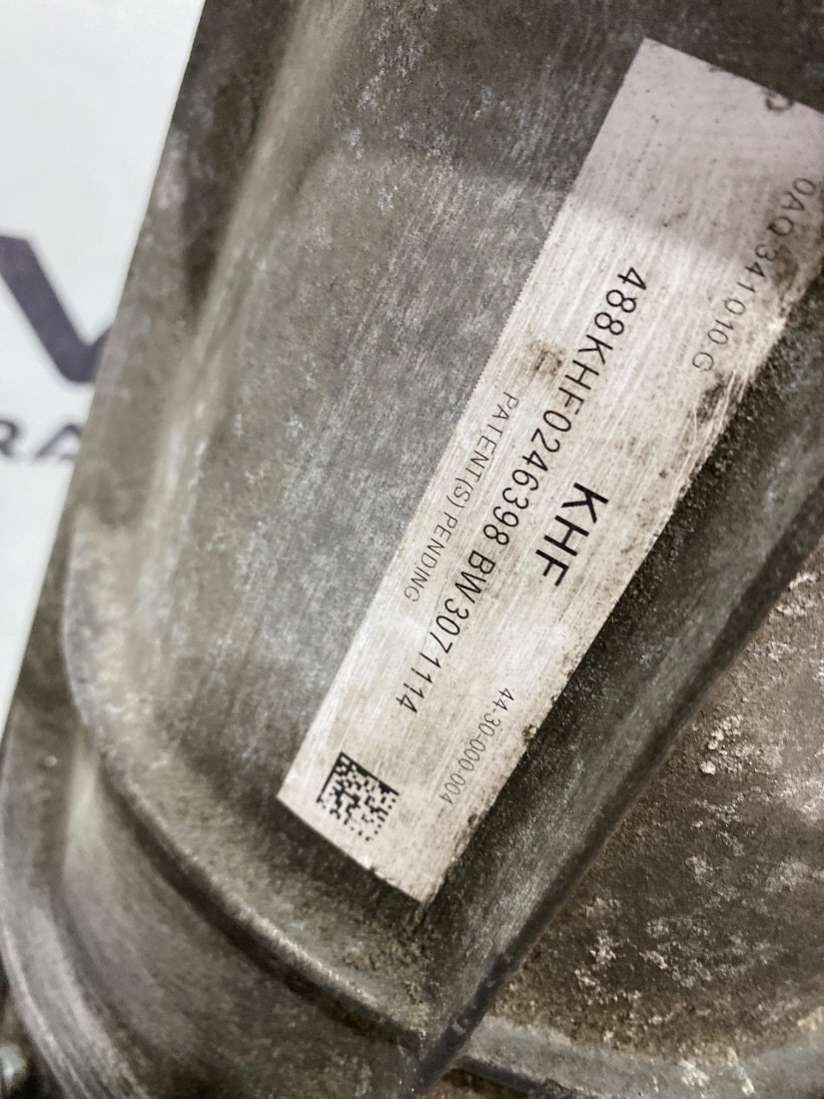 0AQ 341 010 G
KHF
44-30-000-004
488KHF0246398 BW3071114
PATENT(S) PENDING